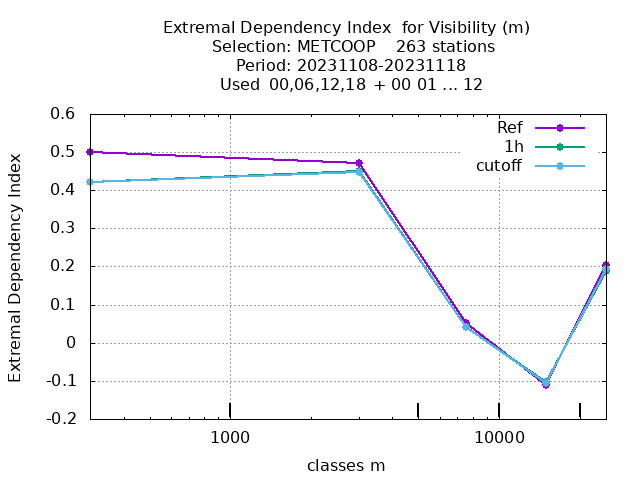 Extremal Dependency Index  for Visibility (m)
Selection: METCOOP    263 stations
Period: 20231108-20231118
Used  00,06,12,18  + 00 01 ... 12
Extremal Dependency Index
0.6
0.5
0.4
0.3
0.2
0.1
0
-0.1
-0.2
Ref
1h
cutoff
1000
10000
classes m